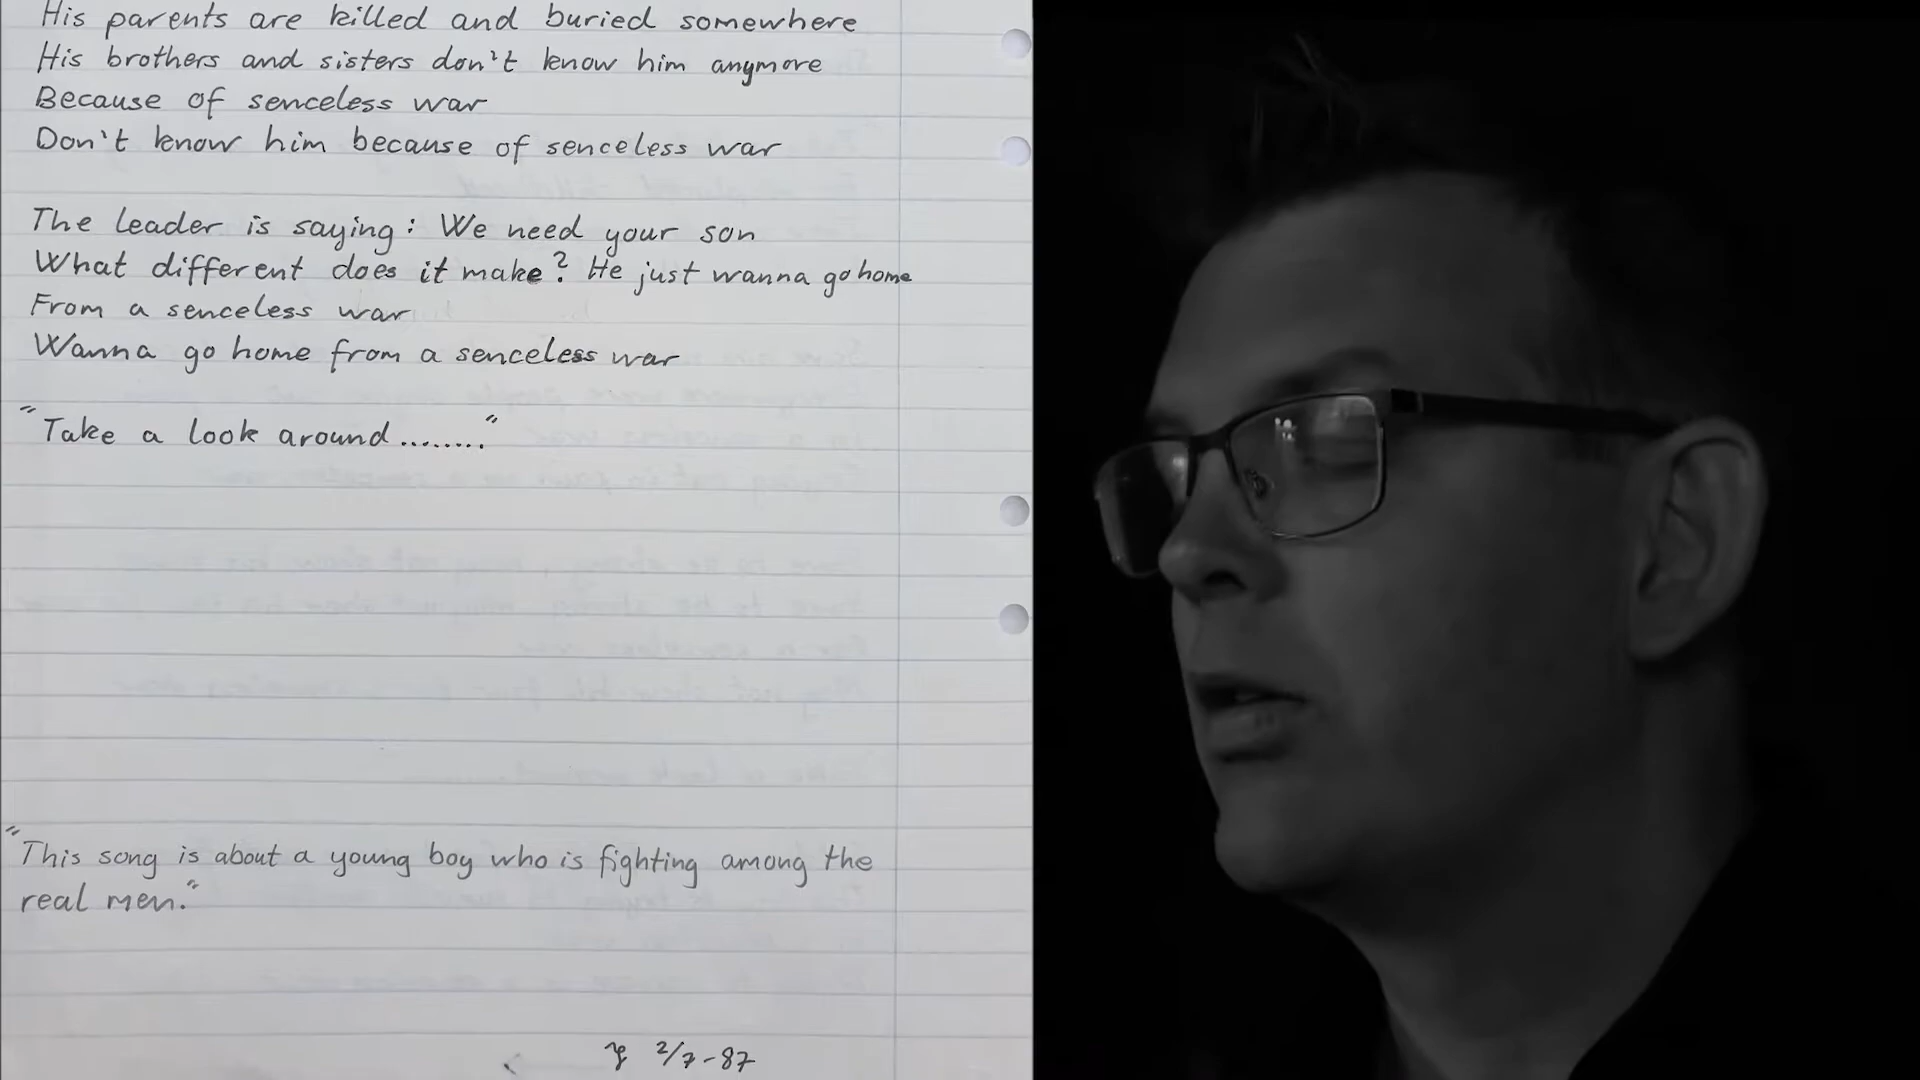 His parents are killed and buried somewhere
His brothers and sisters don't know him anymore
Because of senceless war
Don't know him because of senceless war
The leader is saying: We need your son
What different does it make? He just wanna go home
From a senceless war
Wanna go home from a senceless war
"Take a look around........"
"This song is about a young boy who is fighting among the
real men."
2/7-87